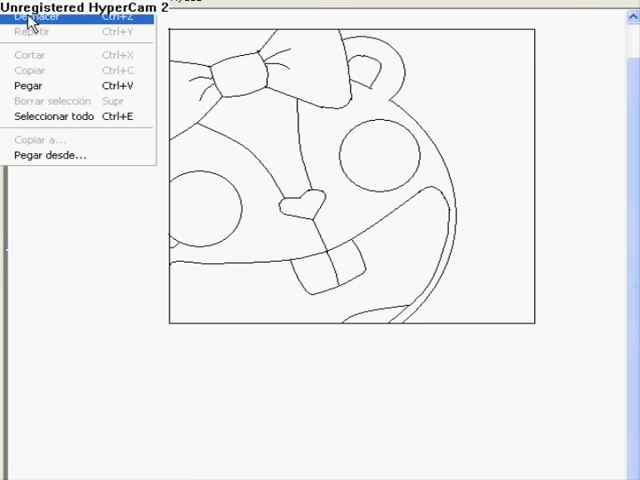 Unregistered HyperCam 2
Deshacer Ctrl+Z
Repetir Ctrl+Y
Cortar Ctrl+X
Copiar Ctrl+C
Pegar Ctrl+V
Borrar selección Supr
Seleccionar todo Ctrl+E
Copiar a...
Pegar desde...